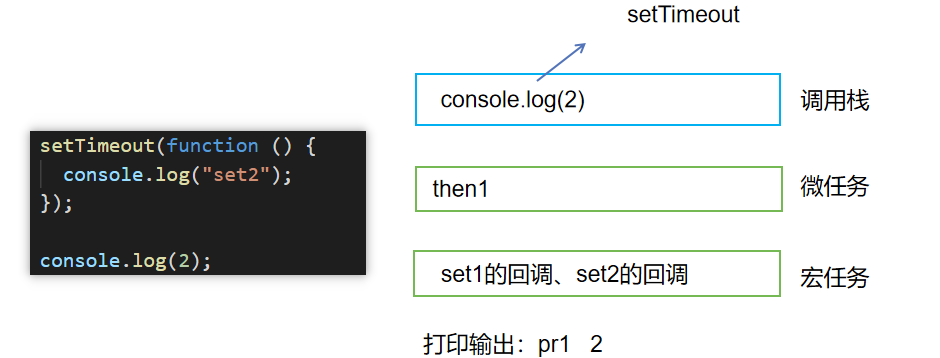 setTimeout
console.log(2)
调用栈
setTimeout(function () {
console.log("set2");
});
console.log(2);
then1
微任务
set1的回调、set2的回调
宏任务
打印输出：pr1 2